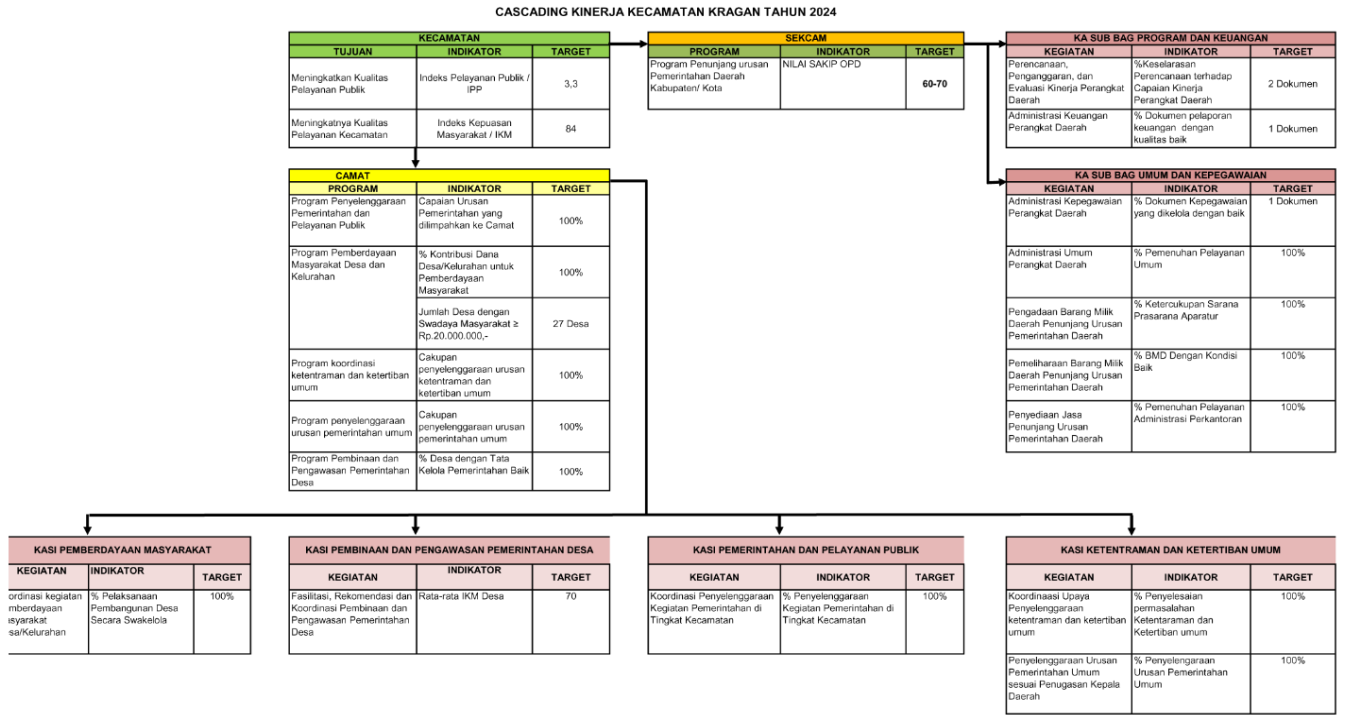 CASCADING KINERJA KECAMATAN KRAGAN TAHUN 2024
KECAMATAN
TUJUAN INDIKATOR TARGET
Meningkatkan Kualitas
Pelayanan Publik
Indeks Pelayanan Publik /
IPP
3,3
Meningkatnya Kualitas
Pelayanan Kecamatan
Indeks Kepuasan
Masyarakat / IKM
84
SEKCAM
PROGRAM INDIKATOR TARGET
Program Penunjang urusan
Pemerintahan Daerah
Kabupaten/ Kota
NILAI SAKIP OPD
60-70
KA SUB BAG PROGRAM DAN KEUANGAN
KEGIATAN INDIKATOR TARGET
Perencanaan,
Penganggaran, dan
Evaluasi Kinerja Perangkat
Daerah
%Keselarasan
Perencanaan terhadap
Capaian Kinerja
Perangkat Daerah
2 Dokumen
Administrasi Keuangan
Perangkat Daerah
% Dokumen pelaporan
keuangan dengan
kualitas baik
1 Dokumen
CAMAT
PROGRAM INDIKATOR TARGET
Program Penyelenggaraan
Pemerintahan dan
Pelayanan Publik
Capaian Urusan
Pemerintahan yang
dilimpahkan ke Camat
100%
Program Pemberdayaan
Masyarakat Desa dan
Kelurahan
% Kontribusi Dana
Desa/Kelurahan untuk
Pemberdayaan
Masyarakat
100%
Jumlah Desa dengan
Swadaya Masyarakat ≥
Rp.20.000.000,-
27 Desa
Program koordinasi
ketentraman dan ketertiban
umum
Cakupan
penyelenggaraan urusan
ketentraman dan
ketertiban umum
100%
Program penyelenggaraan
urusan pemerintahan umum
Cakupan
penyelenggaraan urusan
pemerintahan umum
100%
Program Pembinaan dan
Pengawasan Pemerintahan
Desa
% Desa dengan Tata
Kelola Pemerintahan Baik
100%
KA SUB BAG UMUM DAN KEPEGAWAIAN
KEGIATAN INDIKATOR TARGET
Administrasi Kepegawaian
Perangkat Daerah
% Dokumen Kepegawaian
yang dikelola dengan baik
1 Dokumen
Administrasi Umum
Perangkat Daerah
% Pemenuhan Pelayanan
Umum
100%
Pengadaan Barang Milik
Daerah Penunjang Urusan
Pemerintah Daerah
% Ketercukupan Sarana
Prasarana Aparatur
100%
Pemeliharaan Barang Milik
Daerah Penunjang Urusan
Pemerintahan Daerah
% BMD Dengan Kondisi
Baik
100%
Penyediaan Jasa
Penunjang Urusan
Pemerintahan Daerah
% Pemenuhan Pelayanan
Administrasi Perkantoran
100%
KASI PEMBERDAYAAN MASYARAKAT
KEGIATAN INDIKATOR TARGET
ordinasi kegiatan
mberdayaan
asyarakat
sa/Kelurahan
% Pelaksanaan
Pembangunan Desa
Secara Swakelola
100%
KASI PEMBINAAN DAN PENGAWASAN PEMERINTAHAN DESA
KEGIATAN INDIKATOR TARGET
Fasilitasi, Rekomendasi dan
Koordinasi Pembinaan dan
Pengawasan Pemerintahan
Desa
Rata-rata IKM Desa
70
KASI PEMERINTAHAN DAN PELAYANAN PUBLIK
KEGIATAN INDIKATOR TARGET
Koordinasi Penyelenggaraan
Kegiatan Pemerintahan di
Tingkat Kecamatan
% Penyelenggaraan
Kegiatan Pemerintahan di
Tingkat Kecamatan
100%
KASI KETENTRAMAN DAN KETERTIBAN UMUM
KEGIATAN INDIKATOR TARGET
Koordinaasi Upaya
Penyelenggaraan
ketentraman dan ketertiban
umum
% Penyelesaian
permasalahan
Ketentaraman dan
Ketertiban umum
100%
Penyelenggaraan Urusan
Pemerintahan Umum
sesuai Penugasan Kepala
Daerah
% Penyelengaraan
Urusan Pemerintahan
Umum
100%